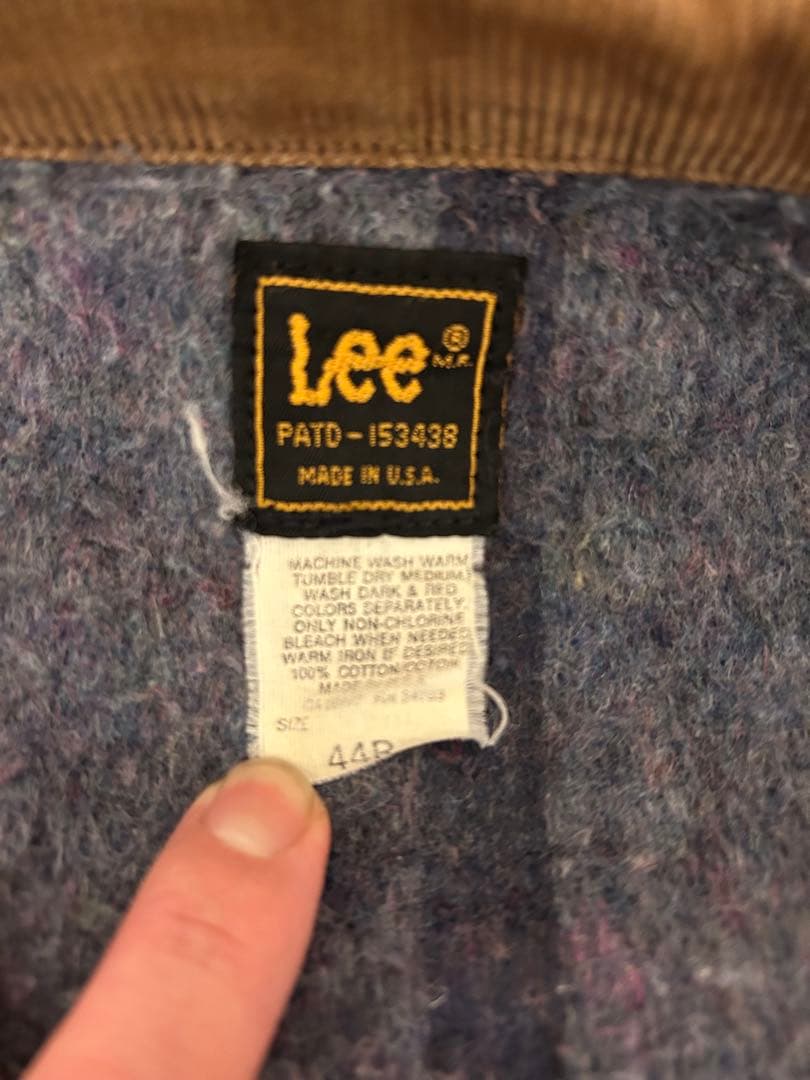 Lee ®
M.R.
PATD-153438
MADE IN U.S.A.
MACHINE WASH WARM
TUMBLE DRY MEDIUM
WASH DARK & RED
COLORS SEPARATELY.
ONLY NON-CHLORINE
BLEACH WHEN NEEDED
WARM IRON IF DESIRED
100% COTTON/COTON
SIZE
44R